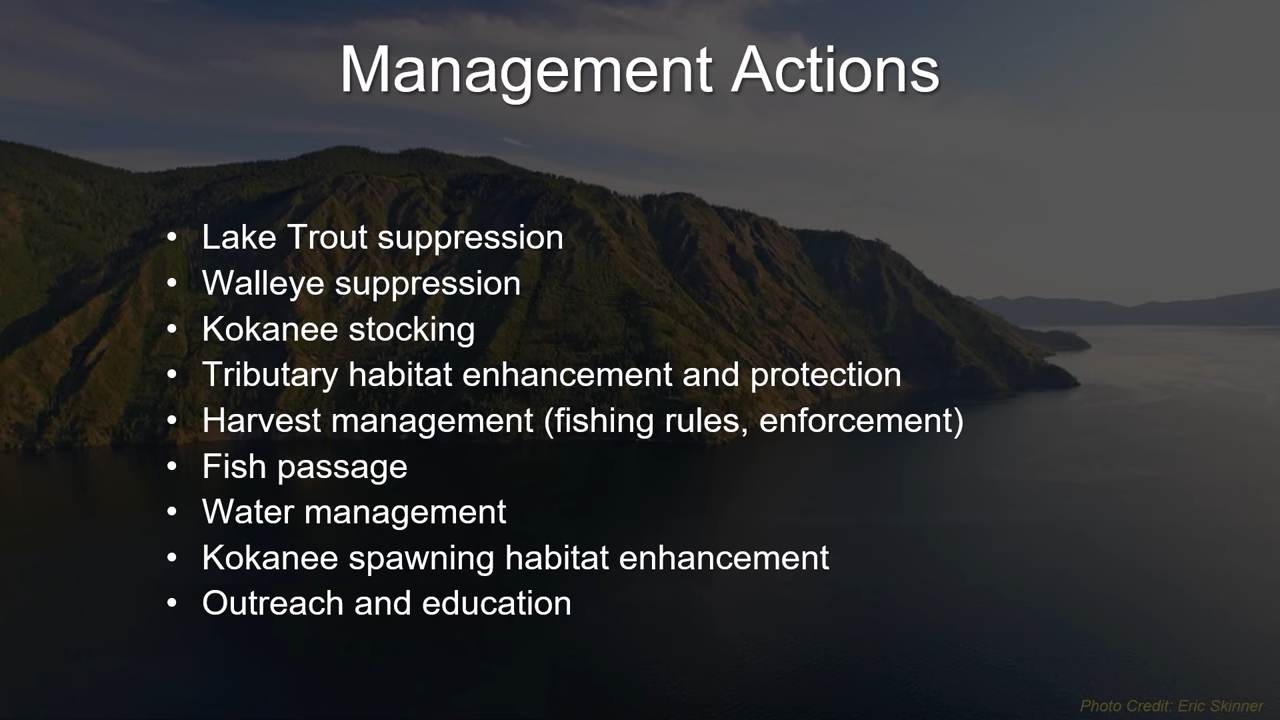 Management Actions
• Lake Trout suppression
• Walleye suppression
• Kokanee stocking
• Tributary habitat enhancement and protection
• Harvest management (fishing rules, enforcement)
• Fish passage
• Water management
• Kokanee spawning habitat enhancement
• Outreach and education
Photo Credit: Eric Skinner